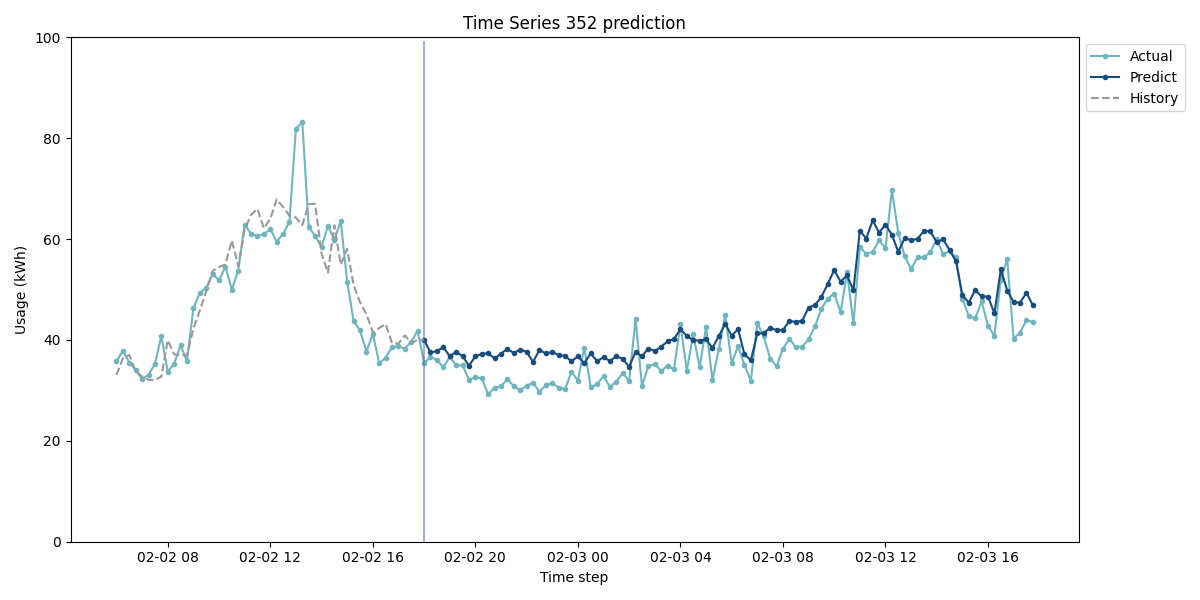 Time Series 352 prediction
Usage (kWh)
100
80
60
40
20
0
02-02 08
02-02 12
02-02 16
02-02 20
02-03 00
02-03 04
02-03 08
02-03 12
02-03 16
Time step
Actual
Predict
History